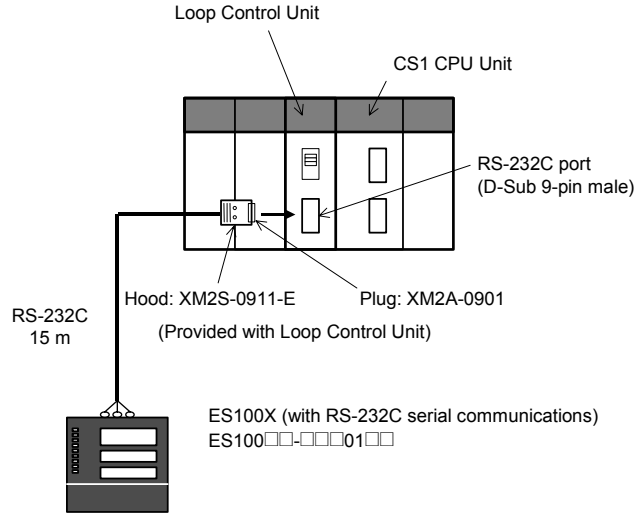 Loop Control Unit
CS1 CPU Unit
RS-232C port
(D-Sub 9-pin male)
Hood: XM2S-0911-E
Plug: XM2A-0901
(Provided with Loop Control Unit)
RS-232C
15 m
ES100X (with RS-232C serial communications)
ES100□□-□□□01□□